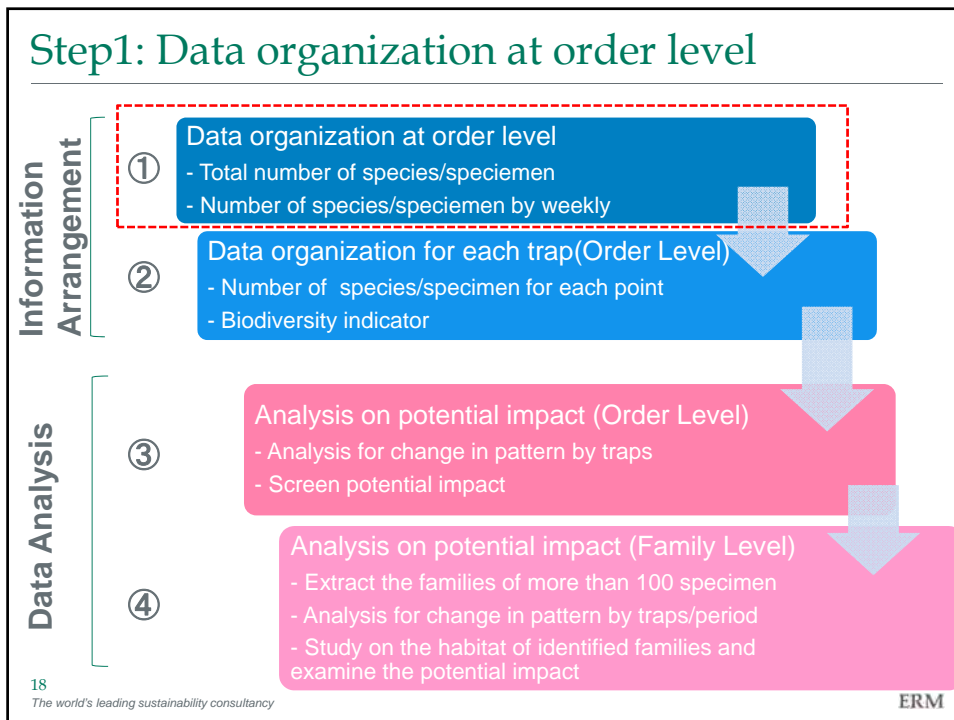 Step1: Data organization at order level
Information
Arrangement
①
Data organization at order level
- Total number of species/speciemen
- Number of species/speciemen by weekly
②
Data organization for each trap(Order Level)
- Number of  species/specimen for each point
- Biodiversity indicator
Data Analysis
③
Analysis on potential impact (Order Level)
- Analysis for change in pattern by traps
- Screen potential impact
④
Analysis on potential impact (Family Level)
- Extract the families of more than 100 specimen
- Analysis for change in pattern by traps/period
- Study on the habitat of identified families and
examine the potential impact
18
The world's leading sustainability consultancy
ERM